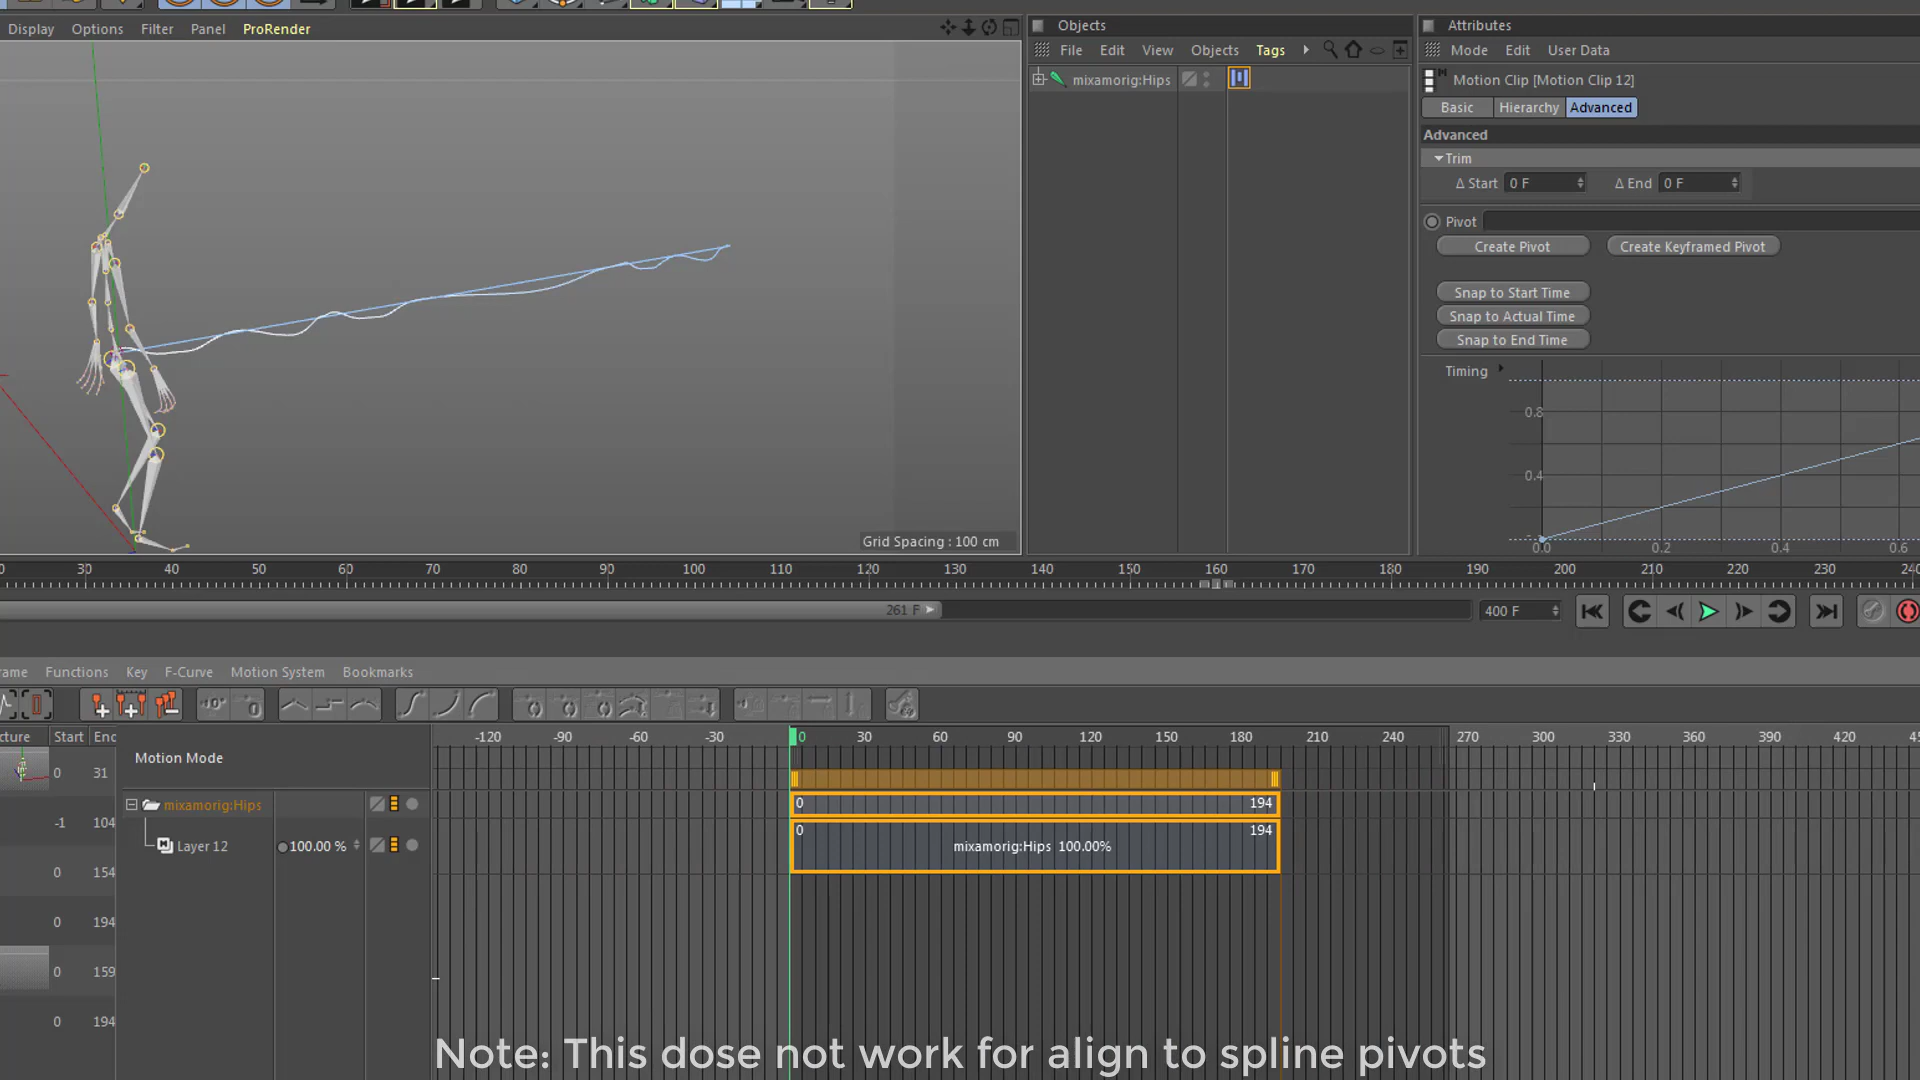 Display Options Filter Panel ProRender
Objects
Attributes
File Edit View Objects Tags
Mode Edit User Data
mixamorig:Hips
Motion Clip [Motion Clip 12]
Basic Hierarchy Advanced
Advanced
Trim
Δ Start 0 F Δ End 0 F
Pivot
Create Pivot Create Keyframed Pivot
Snap to Start Time
Snap to Actual Time
Snap to End Time
Timing
0.8
0.4
0.0 0.2 0.4 0.6
Grid Spacing : 100 cm
30 40 50 60 70 80 90 100 110 120 130 140 150 160 170 180 190 200 210 220 230 240
261 F
400 F
rame Functions Key F-Curve Motion System Bookmarks
cture Start End
-120 -90 -60 -30 0 30 60 90 120 150 180 210 240 270 300 330 360 390 420 45
Motion Mode
0 31
mixamorig:Hips
0 194
-1 104
Layer 12 100.00 %
0 194
mixamorig:Hips 100.00%
0 154
0 194
0 159
0 194
Note: This dose not work for align to spline pivots